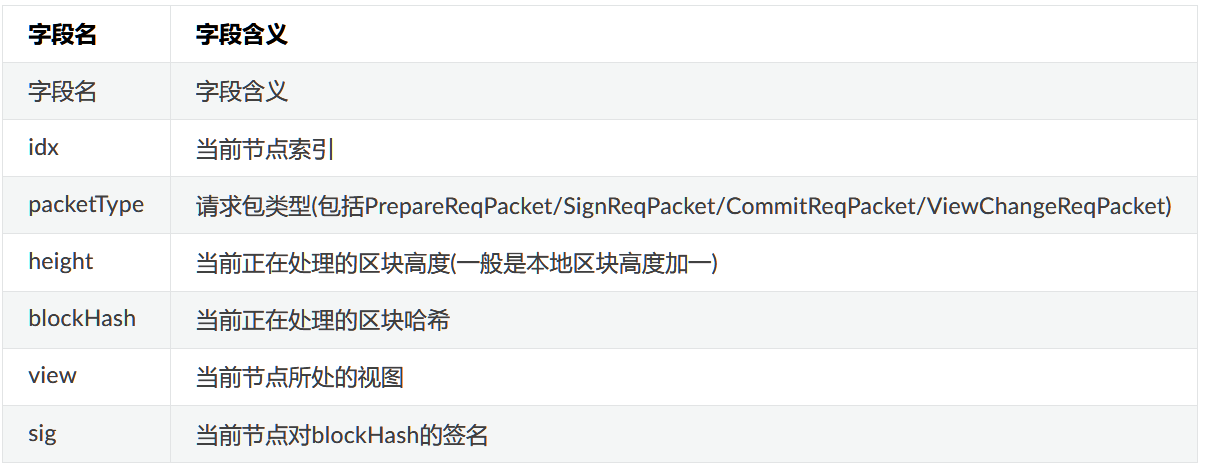 字段名 字段含义
字段名 字段含义
idx 当前节点索引
packetType 请求包类型(包括PrepareReqPacket/SignReqPacket/CommitReqPacket/ViewChangeReqPacket)
height 当前正在处理的区块高度(一般是本地区块高度加一)
blockHash 当前正在处理的区块哈希
view 当前节点所处的视图
sig 当前节点对blockHash的签名